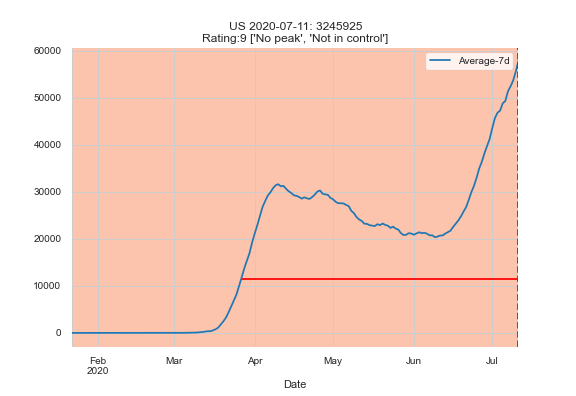 US 2020-07-11: 3245925
Rating:9 ['No peak', 'Not in control']
Average-7d
60000
50000
40000
30000
20000
10000
0
Feb Mar Apr May Jun Jul
2020
Date